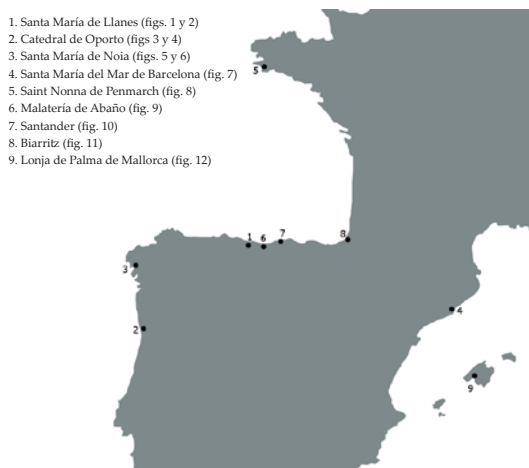 1. Santa María de Llanes (figs. 1 y 2)
2. Catedral de Oporto (figs 3 y 4)
3. Santa María de Noia (figs. 5 y 6)
4. Santa María del Mar de Barcelona (fig. 7)
5. Saint Nonna de Penmarch (fig. 8)
6. Malatería de Abaño (fig. 9)
7. Santander (fig. 10)
8. Biarritz (fig. 11)
9. Lonja de Palma de Mallorca (fig. 12)
5
1 6 7 8
3
4
2
9